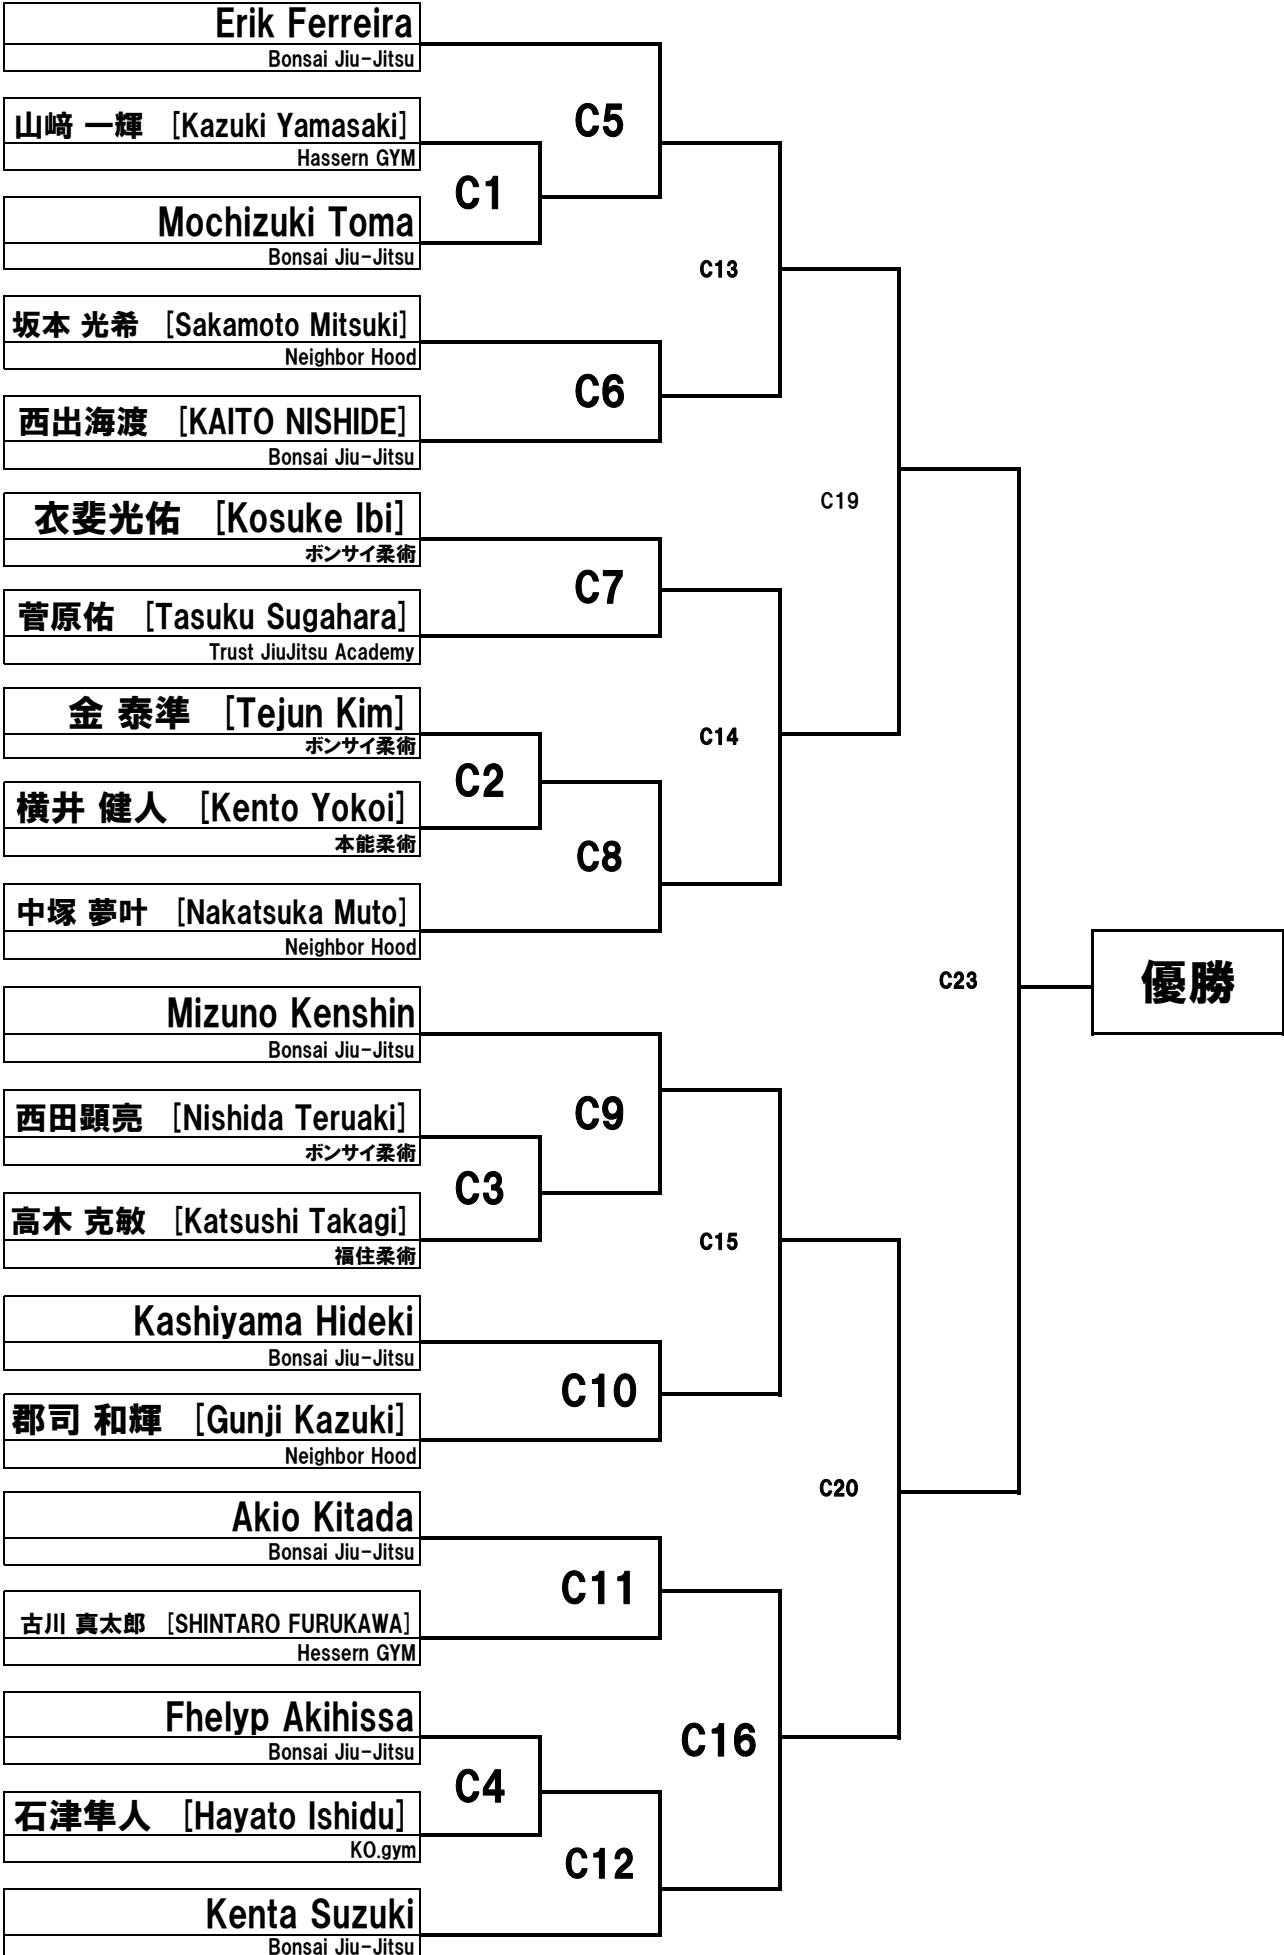 Erik Ferreira
Bonsai Jiu-Jitsu
C5
山﨑 一輝 [Kazuki Yamasaki]
Hassern GYM
C1
Mochizuki Toma
Bonsai Jiu-Jitsu
C13
坂本 光希 [Sakamoto Mitsuki]
Neighbor Hood
C6
西出海渡 [KAITO NISHIDE]
Bonsai Jiu-Jitsu
C19
衣斐光佑 [Kosuke Ibi]
ボンサイ柔術
C7
菅原佑 [Tasuku Sugahara]
Trust JiuJitsu Academy
金 泰準 [Tejun Kim]
ボンサイ柔術
C14
C2
横井 健人 [Kento Yokoi]
本能柔術
C8
中塚 夢叶 [Nakatsuka Muto]
Neighbor Hood
C23
優勝
Mizuno Kenshin
Bonsai Jiu-Jitsu
C9
西田顕亮 [Nishida Teruaki]
ボンサイ柔術
C3
高木 克敏 [Katsushi Takagi]
福住柔術
C15
Kashiyama Hideki
Bonsai Jiu-Jitsu
C10
郡司 和輝 [Gunji Kazuki]
Neighbor Hood
C20
Akio Kitada
Bonsai Jiu-Jitsu
C11
古川 真太郎 [SHINTARO FURUKAWA]
Hessern GYM
Fhelyp Akihissa
Bonsai Jiu-Jitsu
C16
C4
石津隼人 [Hayato Ishidu]
KO.gym
C12
Kenta Suzuki
Bonsai Jiu-Jitsu